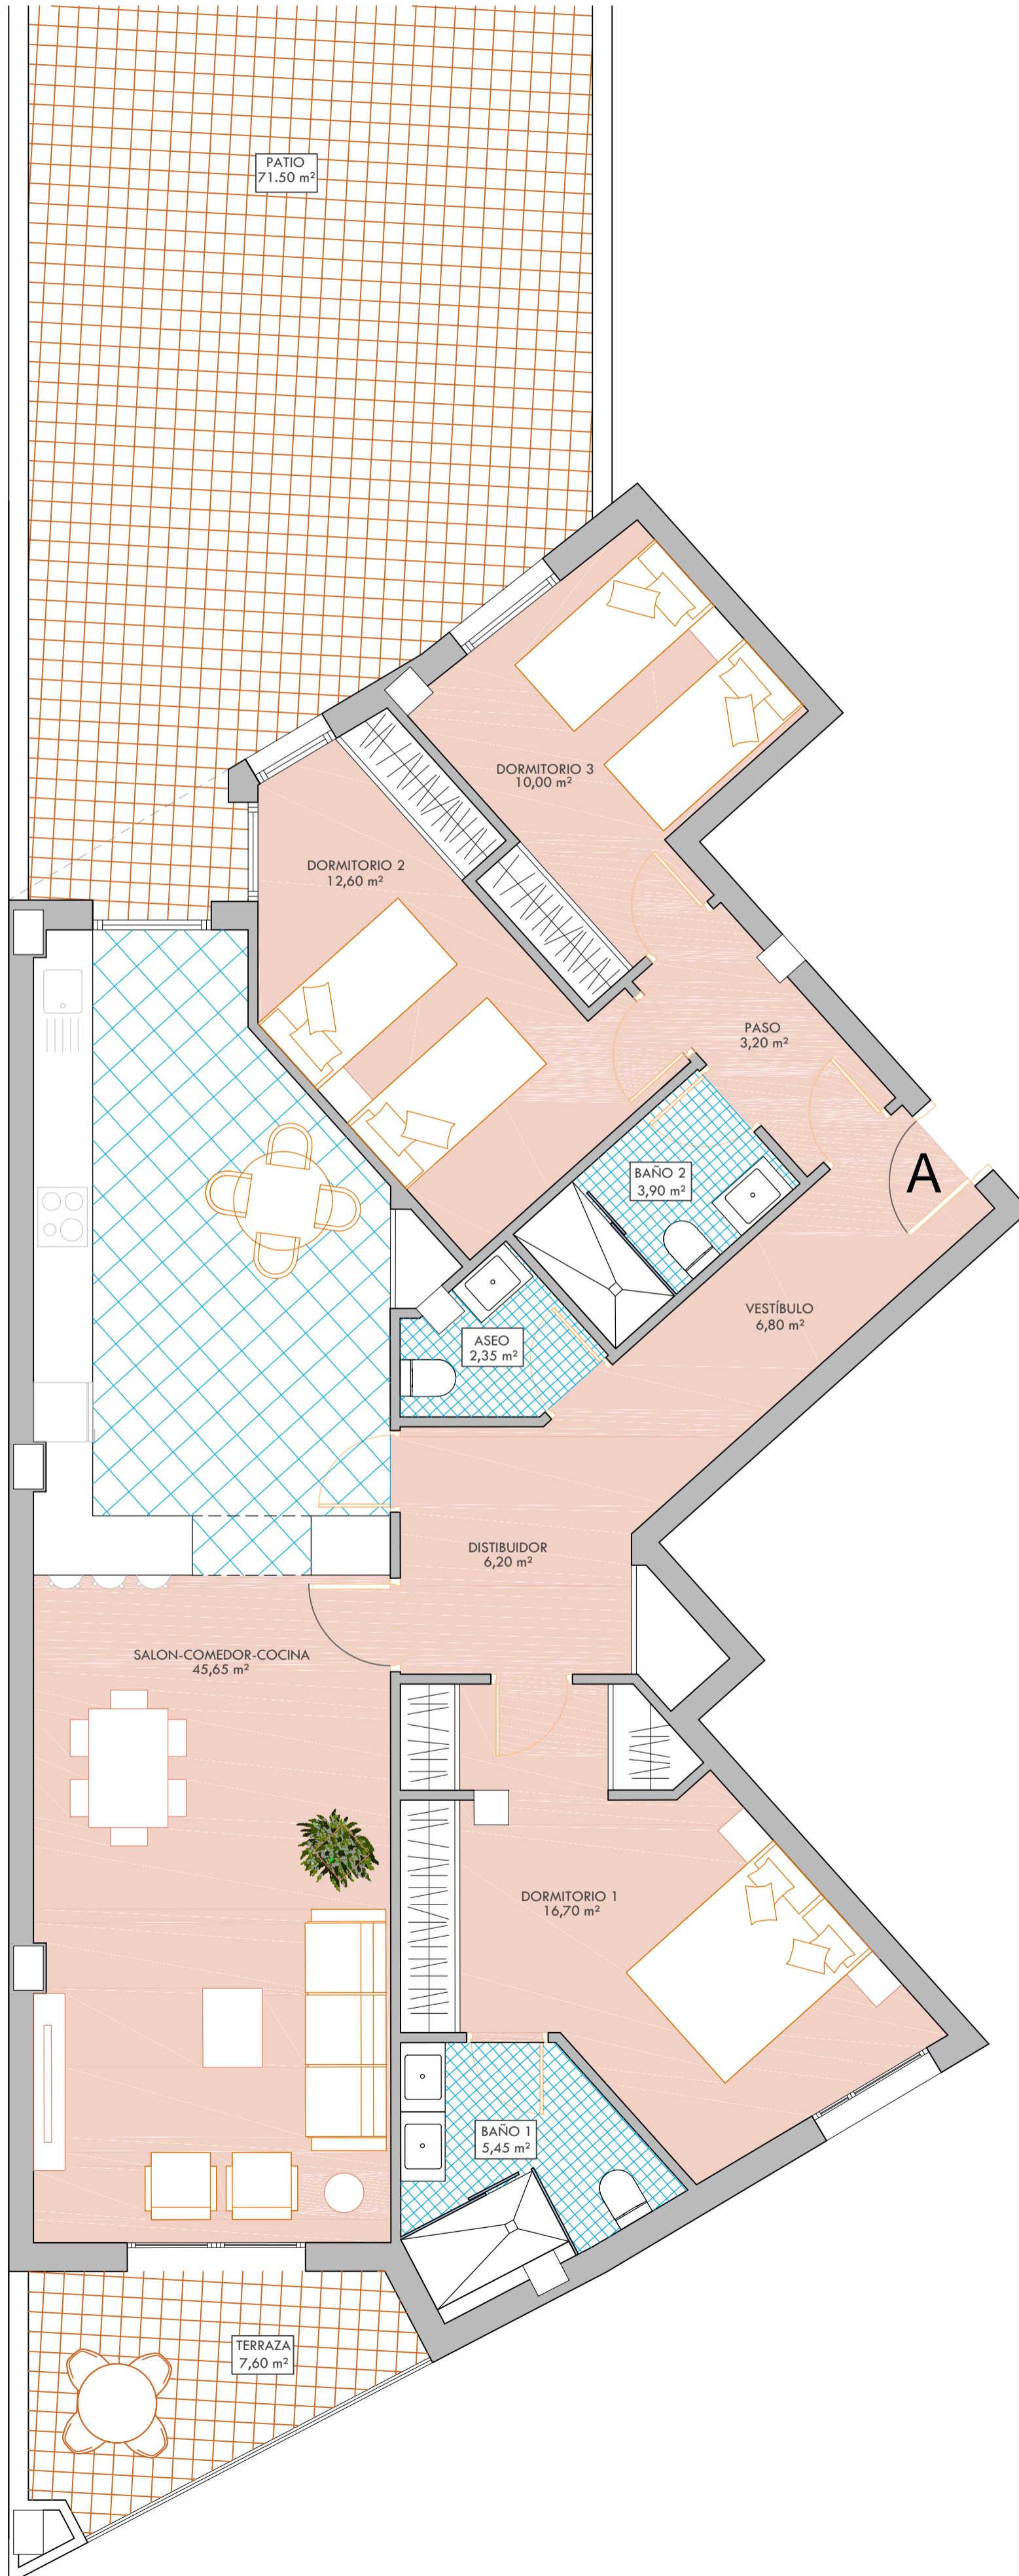 PATIO
71.50 m²
DORMITORIO 3
10,00 m²
DORMITORIO 2
12,60 m²
PASO
3,20 m²
A
BAÑO 2
3,90 m²
VESTÍBULO
6,80 m²
ASEO
2,35 m²
DISTIBUIDOR
6,20 m²
SALON-COMEDOR-COCINA
45,65 m²
DORMITORIO 1
16,70 m²
BAÑO 1
5,45 m²
TERRAZA
7,60 m²